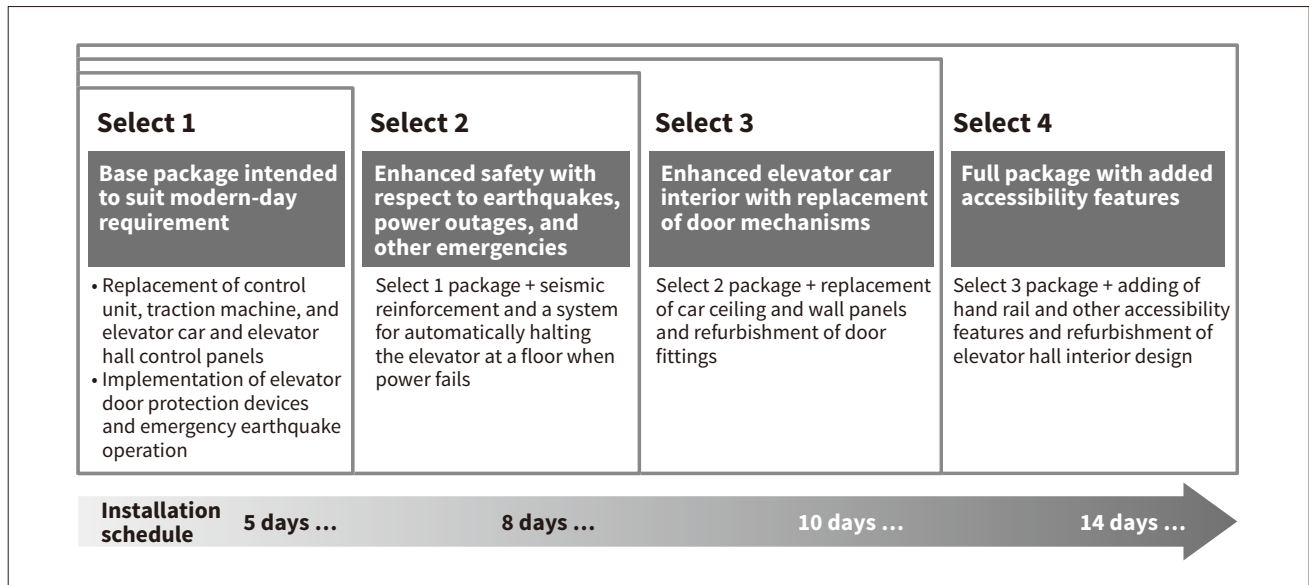 Select 1
Base package intended
to suit modern-day
requirement
• Replacement of control
unit, traction machine, and
elevator car and elevator
hall control panels
• Implementation of elevator
door protection devices
and emergency earthquake
operation
Select 2
Enhanced safety with
respect to earthquakes,
power outages, and
other emergencies
Select 1 package + seismic
reinforcement and a system
for automatically halting
the elevator at a floor when
power fails
Select 3
Enhanced elevator car
interior with replacement
of door mechanisms
Select 2 package + replacement
of car ceiling and wall panels
and refurbishment of door
fittings
Select 4
Full package with added
accessibility features
Select 3 package + adding of
hand rail and other accessibility
features and refurbishment of
elevator hall interior design
Installation
schedule
5 days …
8 days …
10 days …
14 days …